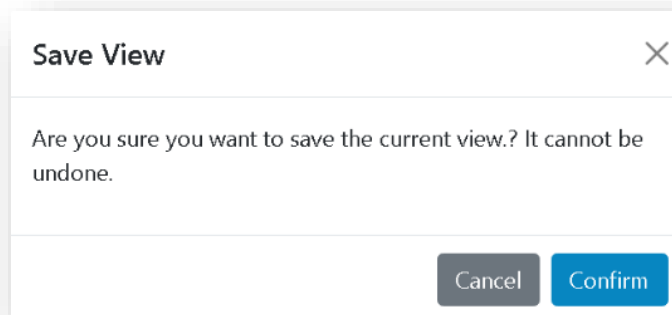 Save View
Are you sure you want to save the current view.? It cannot be
undone.
Cancel Confirm